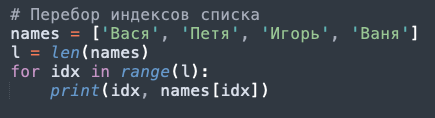 # Перебор индексов списка
names = ['Вася', 'Петя', 'Игорь', 'Ваня']
l = len(names)
for idx in range(l):
    print(idx, names[idx])